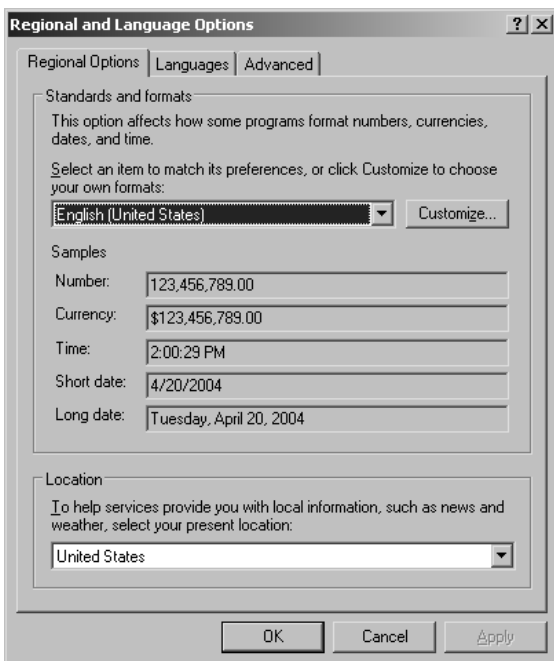 Regional and Language Options
Regional Options Languages Advanced
Standards and formats
This option affects how some programs format numbers, currencies,
dates, and time.
Select an item to match its preferences, or click Customize to choose
your own formats:
English (United States) Customize...
Samples
Number: 123,456,789.00
Currency: $123,456,789.00
Time: 2:00:29 PM
Short date: 4/20/2004
Long date: Tuesday, April 20, 2004
Location
To help services provide you with local information, such as news and
weather, select your present location:
United States
OK Cancel Apply